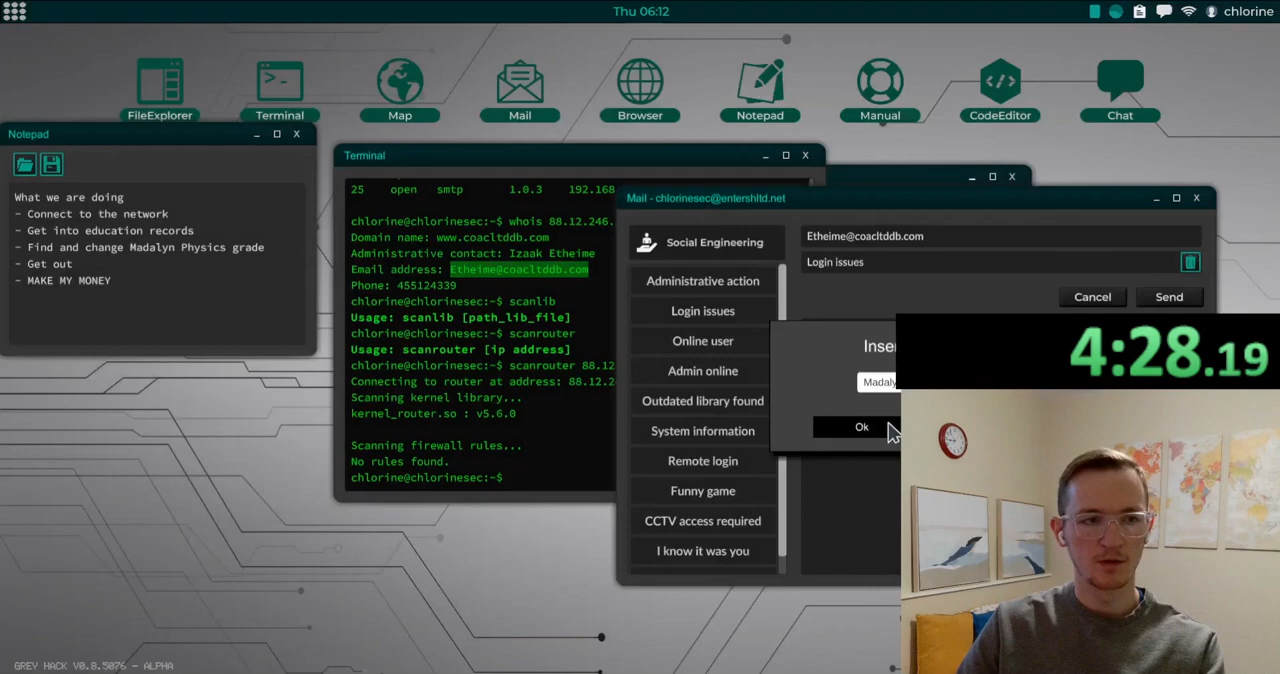 Thu 06:12
chlorine
FileExplorer
Terminal
Map
Mail
Browser
Notepad
Manual
CodeEditor
Chat
Notepad
What we are doing
- Connect to the network
- Get into education records
- Find and change Madalyn Physics grade
- Get out
- MAKE MY MONEY
Terminal
25 open smtp 1.0.3 192.168
chlorine@chlorinesec:~$ whois 88.12.246.
Domain name: www.coacltddb.com
Administrative contact: Izaak Etheime
Email address: Etheime@coacltddb.com
Phone: 455124339
chlorine@chlorinesec:~$ scanlib
Usage: scanlib [path_lib_file]
chlorine@chlorinesec:~$ scanrouter
Usage: scanrouter [ip address]
chlorine@chlorinesec:~$ scanrouter 88.12
Connecting to router at address: 88.12.2
Scanning kernel library...
kernel_router.so : v5.6.0
Scanning firewall rules...
No rules found.
chlorine@chlorinesec:~$
Mail - chlorinesec@entershltd.net
Social Engineering
Administrative action
Login issues
Online user
Admin online
Outdated library found
System information
Remote login
Funny game
CCTV access required
I know it was you
Etheime@coacltddb.com
Login issues
Cancel
Send
Inser
Madaly
Ok
4:28.19
GREY HACK V0.8.5076 - ALPHA